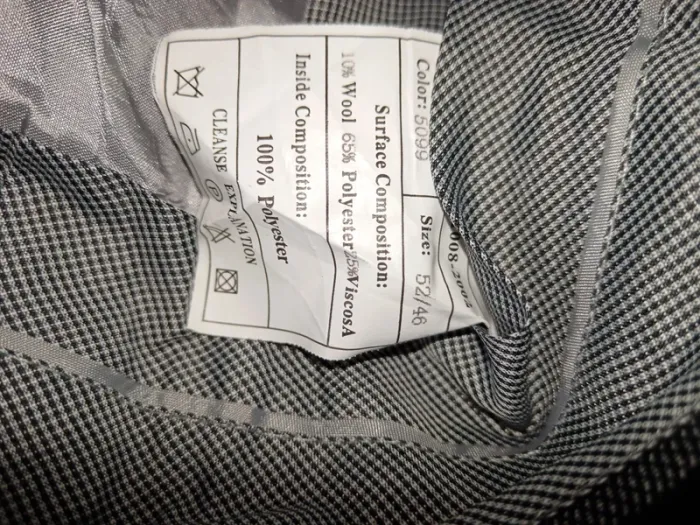 Color: 5099
Size: 52/46
Surface Composition:
10% Wool 65% Polyester 25% ViscosA
Inside Composition:
100% Polyester
CLEANSE EXPLANATION
P